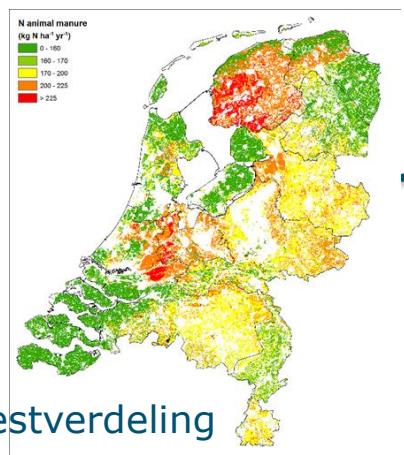 N animal manure
(kg N ha⁻¹ yr⁻¹)
0 - 160
160 - 170
170 - 200
200 - 225
> 225
estverdeling